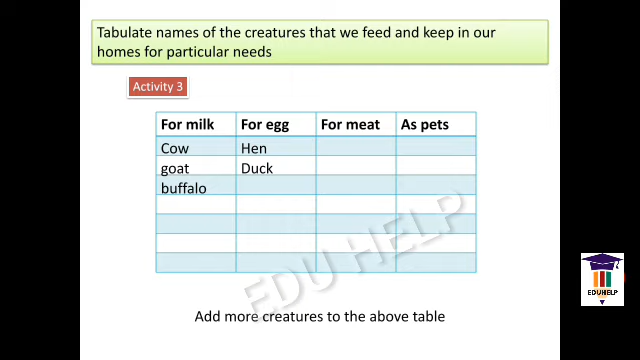 Tabulate names of the creatures that we feed and keep in our
homes for particular needs
Activity 3
For milk For egg For meat As pets
Cow Hen
goat Duck
buffalo
EDU HELP
EDUHELP
Add more creatures to the above table